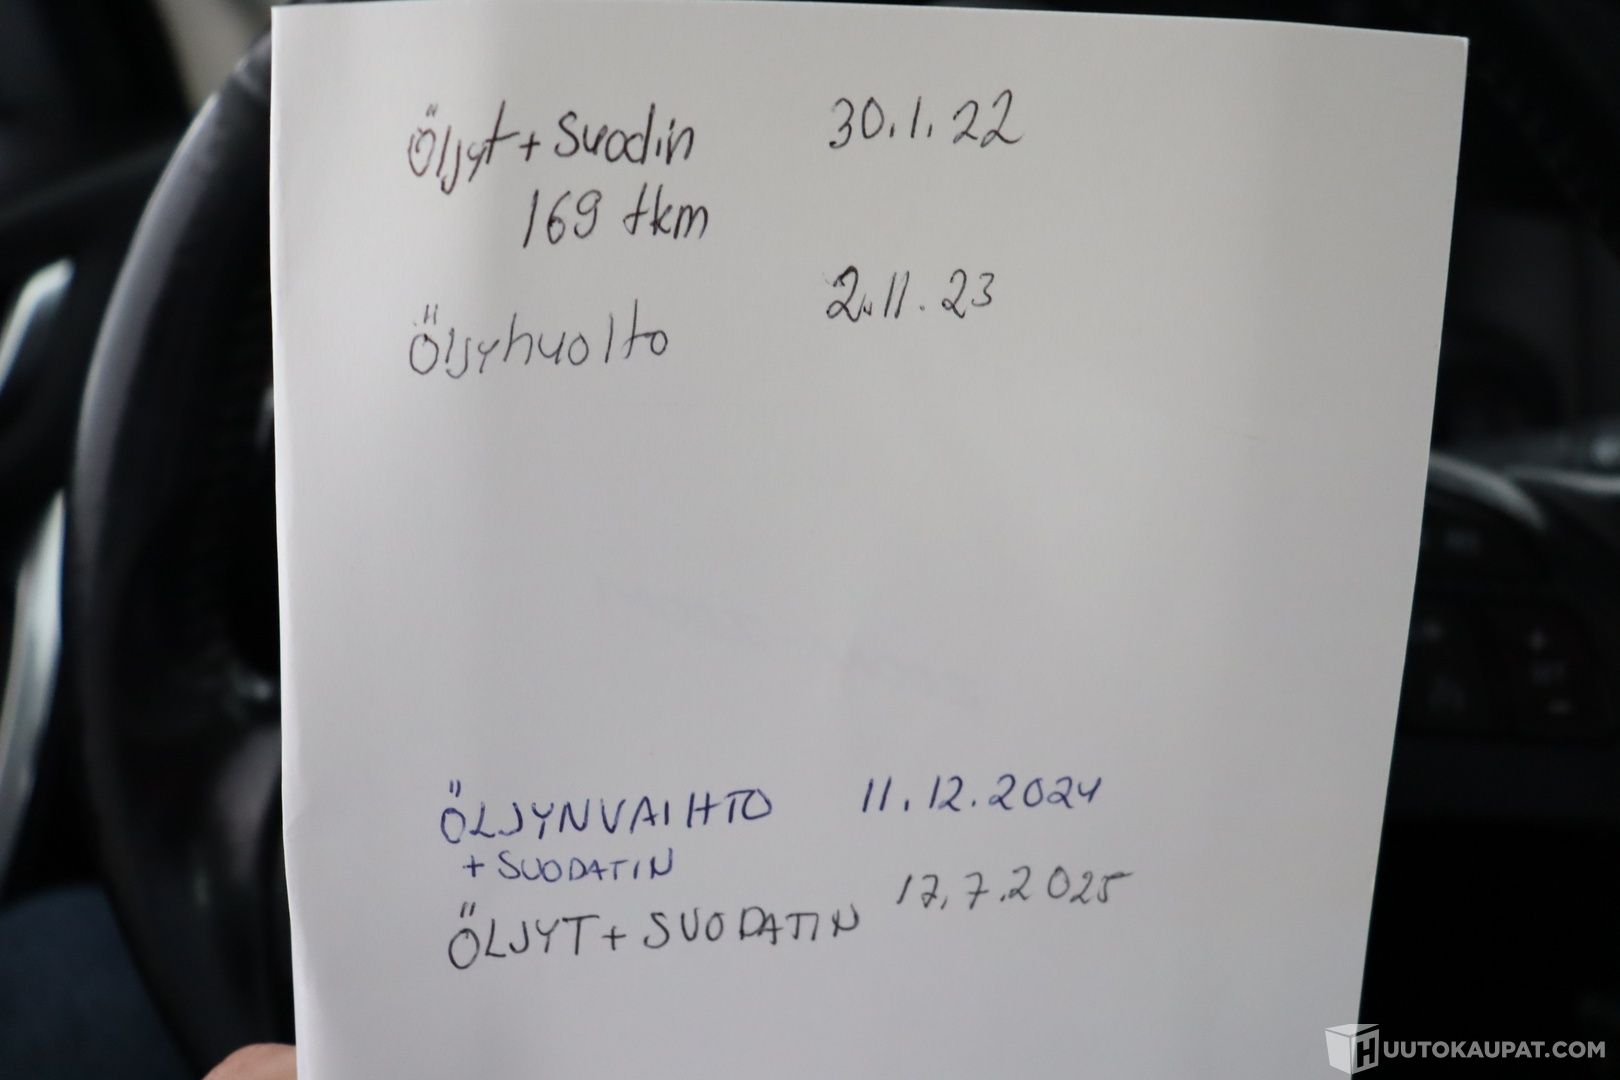 Öljyt + Suodin 30.1.22
169 tkm
Öljyhuolto 2.11.23
ÖLJYNVAIHTO 11.12.2024
+ SUODATIN
ÖLJYT + SUODATIN 17.7.2025
HUUTOKAUPAT.COM